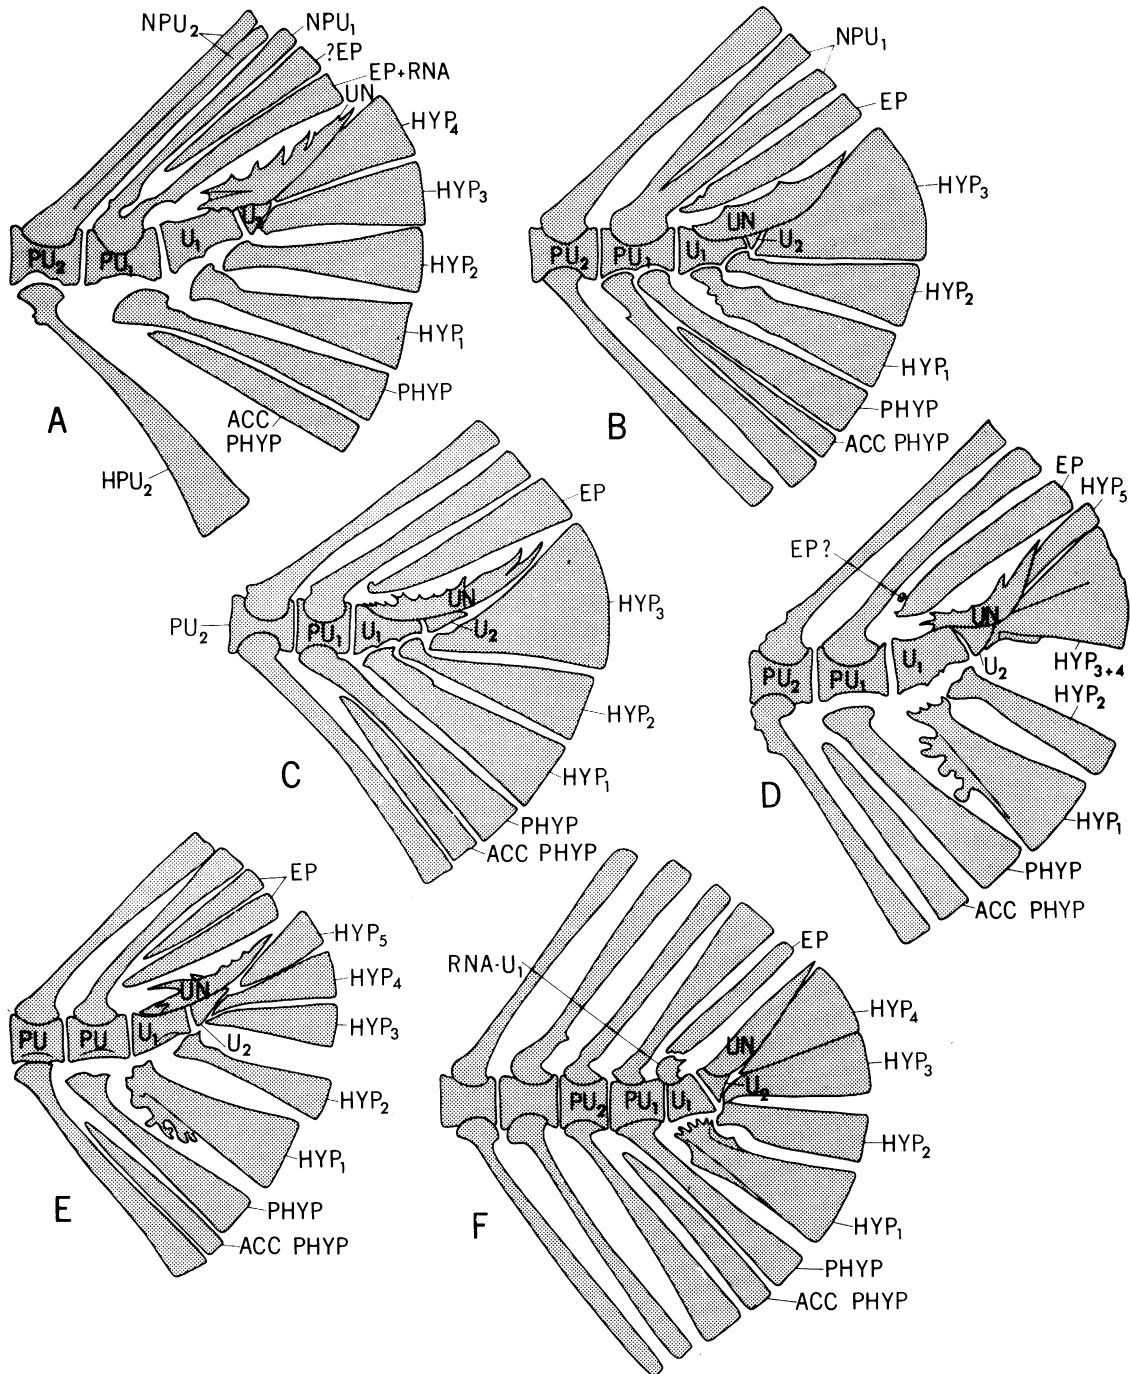 NPU₂
NPU₁
?EP
EP+RNA
UN
HYP₄
HYP₃
U₂
U₁
PU₂
PU₁
HYP₂
HYP₁
PHYP
ACC
PHYP
HPU₂
A
NPU₁
EP
HYP₃
UN
U₂
PU₂
PU₁
U₁
HYP₂
HYP₁
PHYP
ACC PHYP
B
EP
UN
HYP₃
PU₂
PU₁
U₁
U₂
HYP₂
HYP₁
PHYP
ACC PHYP
C
EP
HYP₅
EP?
UN
U₁
U₂
HYP₃₊₄
PU₂
PU₁
HYP₂
HYP₁
PHYP
ACC PHYP
D
EP
HYP₅
HYP₄
UN
HYP₃
PU
PU
U₁
U₂
HYP₂
HYP₁
PHYP
ACC PHYP
E
EP
RNA-U₁
HYP₄
UN
HYP₃
U₂
PU₂
PU₁
U₁
HYP₂
HYP₁
PHYP
ACC PHYP
F